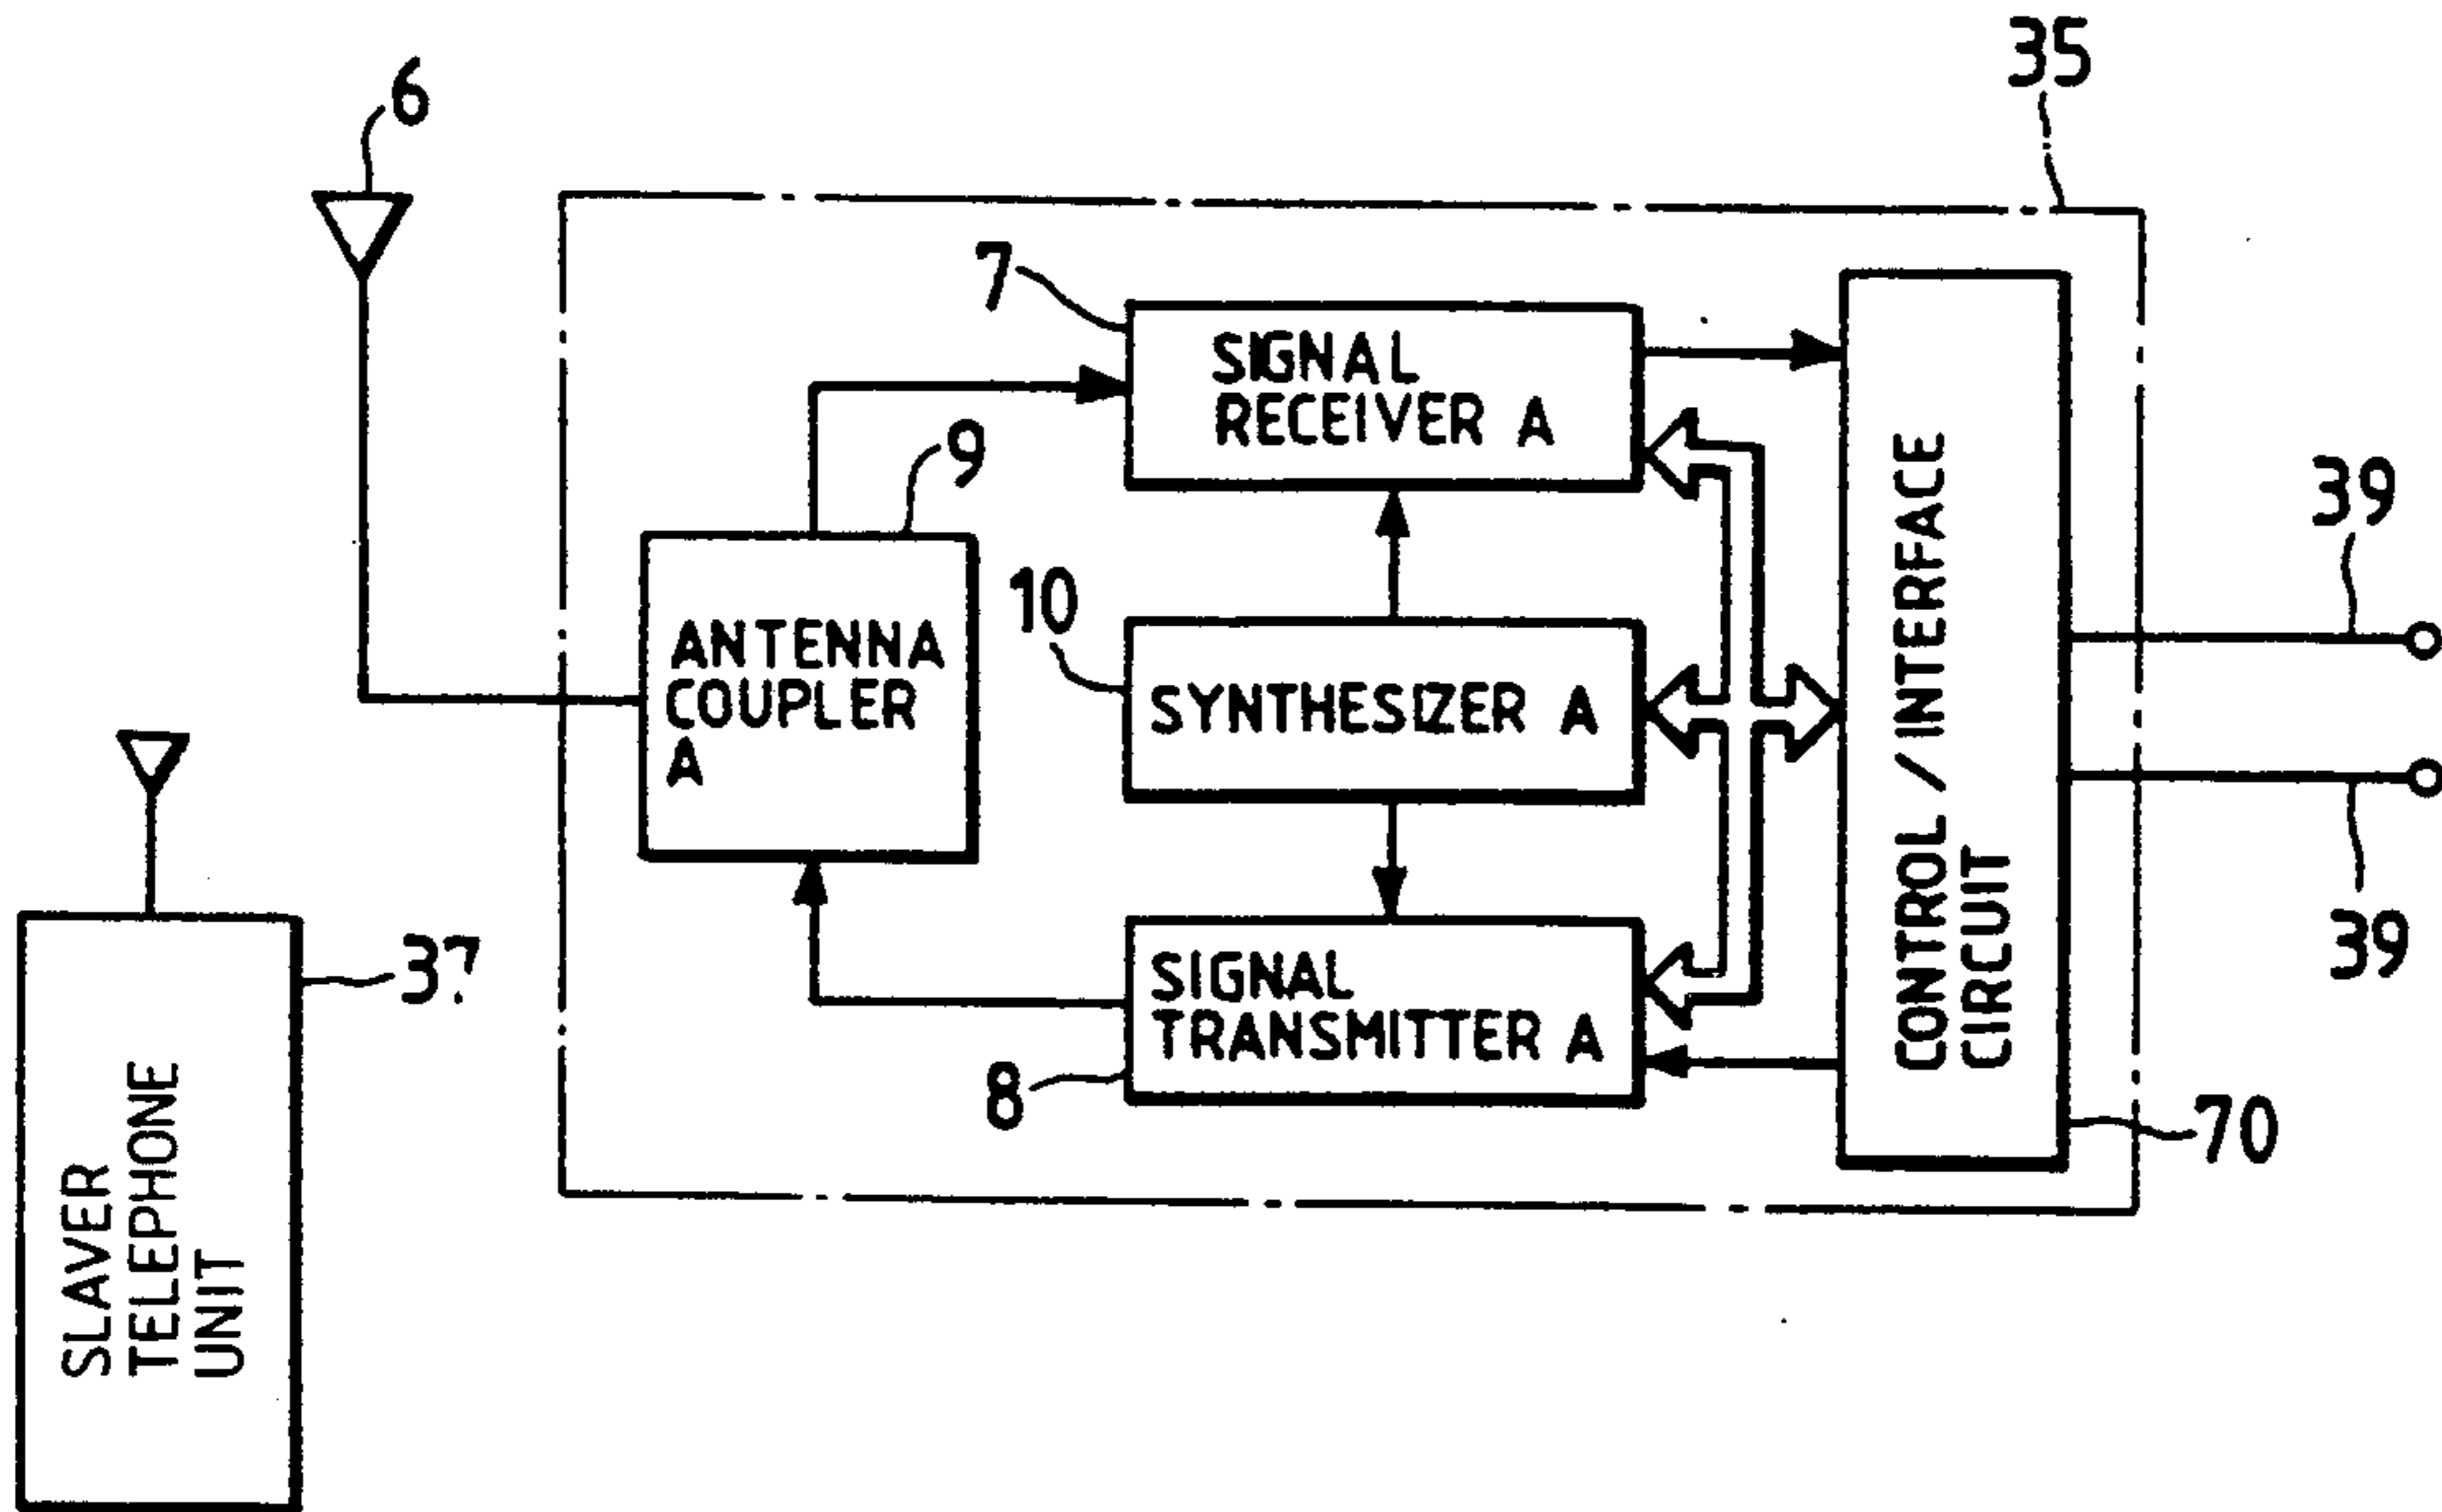 35
6
7
SIGNAL
RECEIVER A
9
39
10
ANTENNA
COUPLER
A
SYNTHESIZER A
CONTROL / INTERFACE
CIRCUIT
39
37
SIGNAL
TRANSMITTER A
8
70
SLAVER
TELEPHONE
UNIT